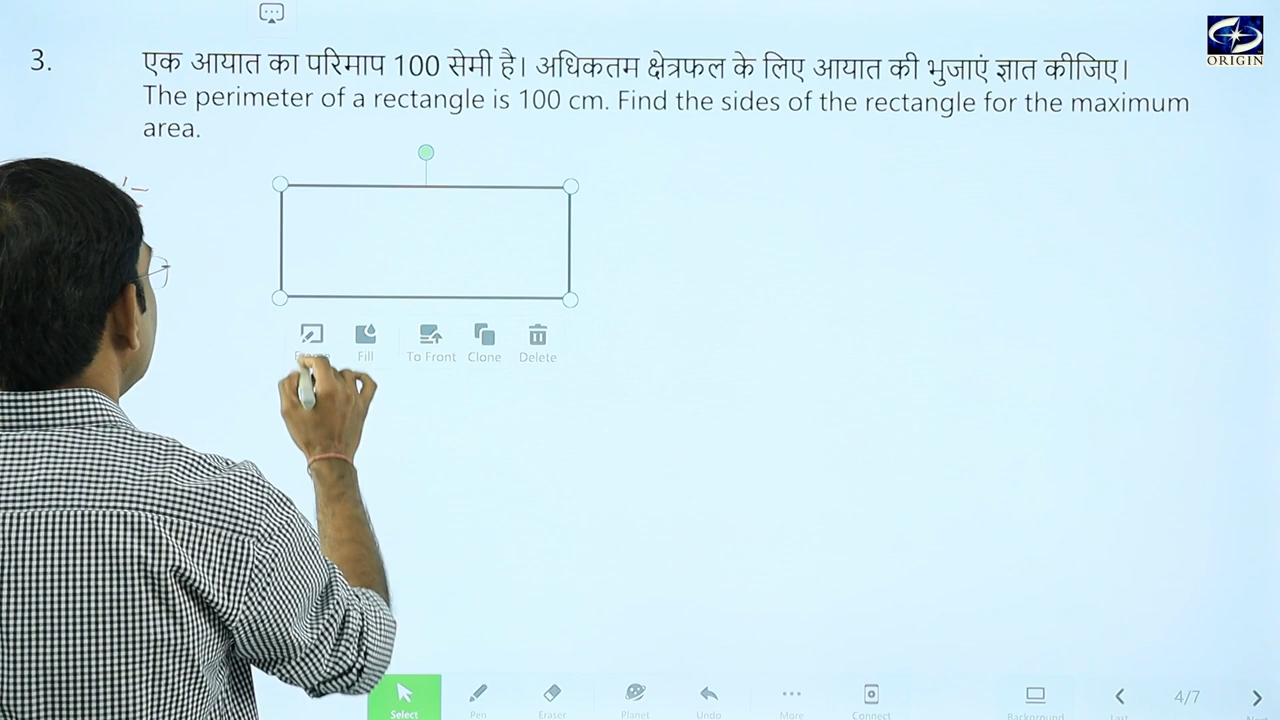 ORIGIN
3.
एक आयात का परिमाप 100 सेमी है। अधिकतम क्षेत्रफल के लिए आयात की भुजाएं ज्ञात कीजिए।
The perimeter of a rectangle is 100 cm. Find the sides of the rectangle for the maximum
area.
Frame Fill To Front Clone Delete
Select Pen Eraser Planet Undo More Connect Background Last 4/7